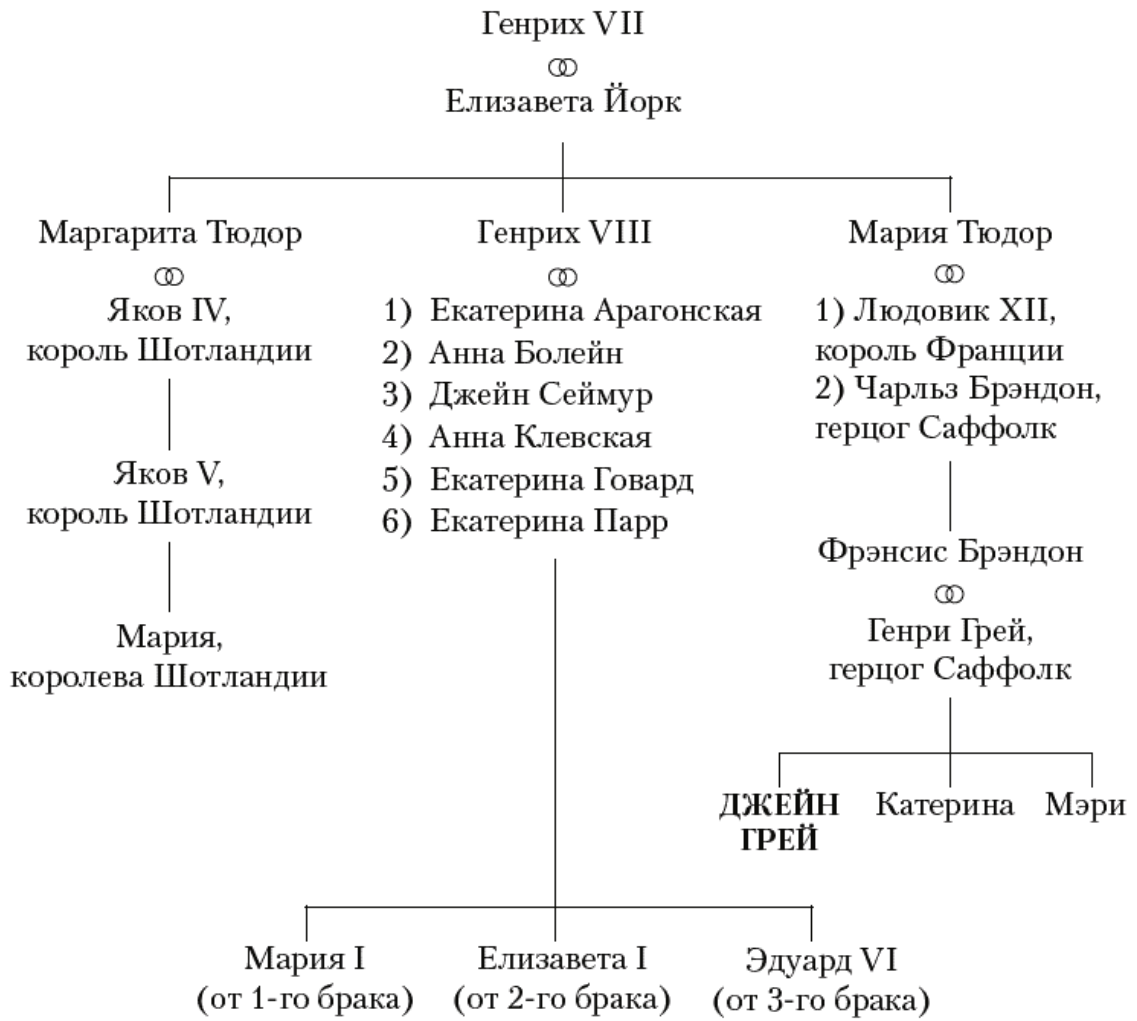 Генрих VII
Елизавета Йорк
Маргарита Тюдор
Яков IV,
король Шотландии
Яков V,
король Шотландии
Мария,
королева Шотландии
Генрих VIII
1) Екатерина Арагонская
2) Анна Болейн
3) Джейн Сеймур
4) Анна Клевская
5) Екатерина Говард
6) Екатерина Парр
Мария Тюдор
1) Людовик XII,
король Франции
2) Чарльз Брэндон,
герцог Саффолк
Фрэнсис Брэндон
Генри Грей,
герцог Саффолк
ДЖЕЙН
ГРЕЙ
Катерина
Мэри
Мария I
(от 1-го брака)
Елизавета I
(от 2-го брака)
Эдуард VI
(от 3-го брака)